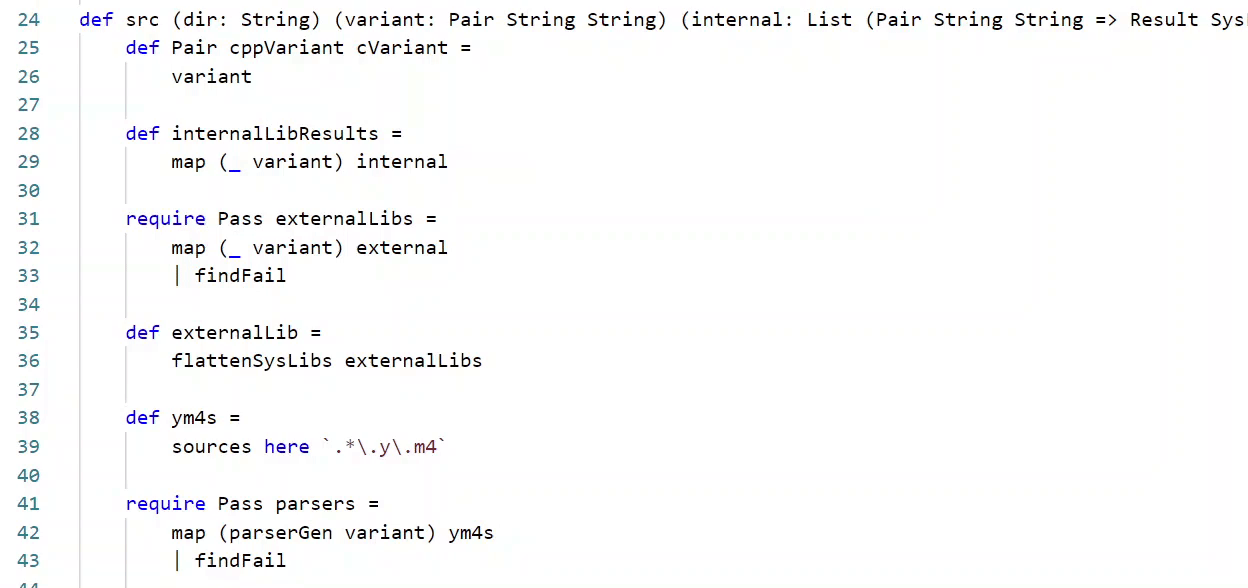 24 def src (dir: String) (variant: Pair String String) (internal: List (Pair String String => Result Sys
25 def Pair cppVariant cVariant =
26 variant
27
28 def internalLibResults =
29 map (_ variant) internal
30
31 require Pass externalLibs =
32 map (_ variant) external
33 | findFail
34
35 def externalLib =
36 flattenSysLibs externalLibs
37
38 def ym4s =
39 sources here `.*\.y\.m4`
40
41 require Pass parsers =
42 map (parserGen variant) ym4s
43 | findFail